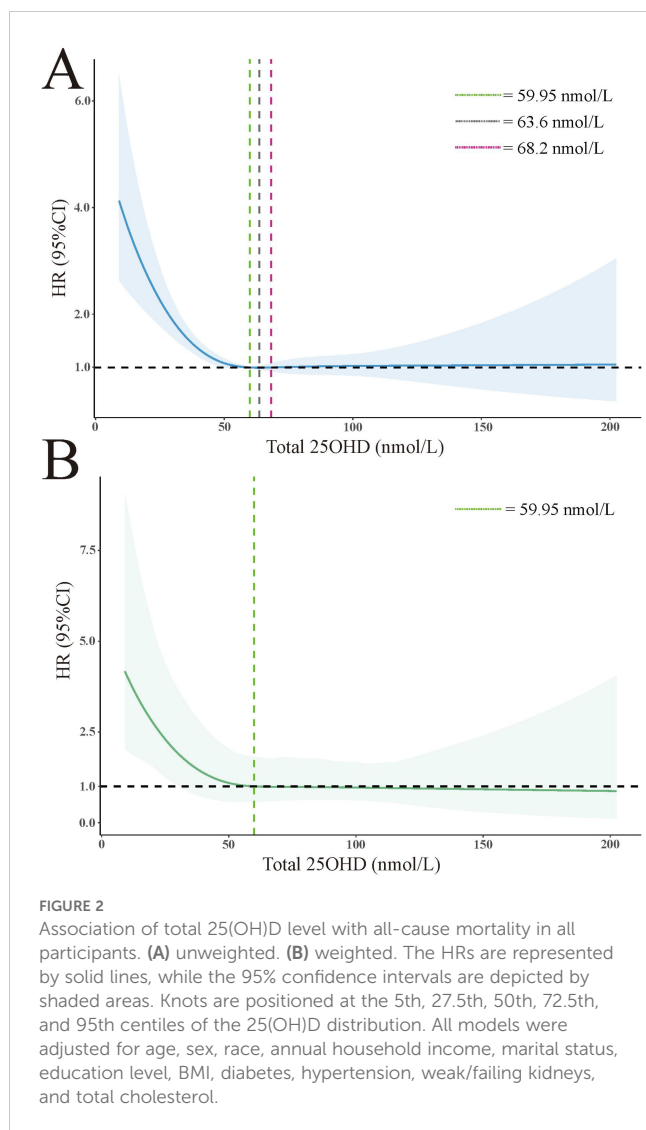 A
6.0
4.0
2.0
1.0
HR (95%CI)
= 59.95 nmol/L
= 63.6 nmol/L
= 68.2 nmol/L
0 50 100 150 200
Total 25OHD (nmol/L)
B
7.5
5.0
2.5
1.0
0.0
HR (95%CI)
= 59.95 nmol/L
0 50 100 150 200
Total 25OHD (nmol/L)
FIGURE 2
Association of total 25(OH)D level with all-cause mortality in all
participants. (A) unweighted. (B) weighted. The HRs are represented
by solid lines, while the 95% confidence intervals are depicted by
shaded areas. Knots are positioned at the 5th, 27.5th, 50th, 72.5th,
and 95th centiles of the 25(OH)D distribution. All models were
adjusted for age, sex, race, annual household income, marital status,
education level, BMI, diabetes, hypertension, weak/failing kidneys,
and total cholesterol.